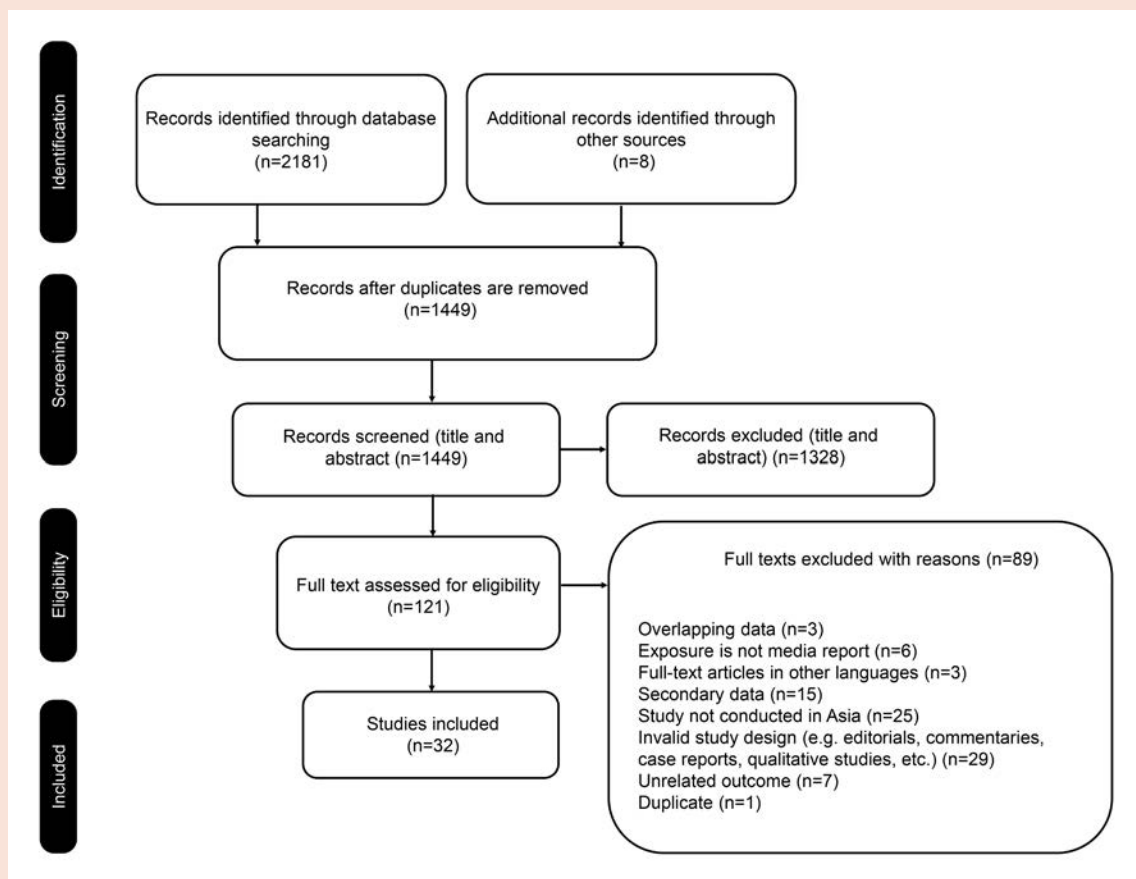 Identification
Records identified through database
searching
(n=2181)
Additional records identified through
other sources
(n=8)
Screening
Records after duplicates are removed
(n=1449)
Records screened (title and
abstract (n=1449)
Records excluded (title and
abstract) (n=1328)
Eligibility
Full text assessed for eligibility
(n=121)
Full texts excluded with reasons (n=89)
Overlapping data (n=3)
Exposure is not media report (n=6)
Full-text articles in other languages (n=3)
Secondary data (n=15)
Study not conducted in Asia (n=25)
Invalid study design (e.g. editorials, commentaries,
case reports, qualitative studies, etc.) (n=29)
Unrelated outcome (n=7)
Duplicate (n=1)
Included
Studies included
(n=32)